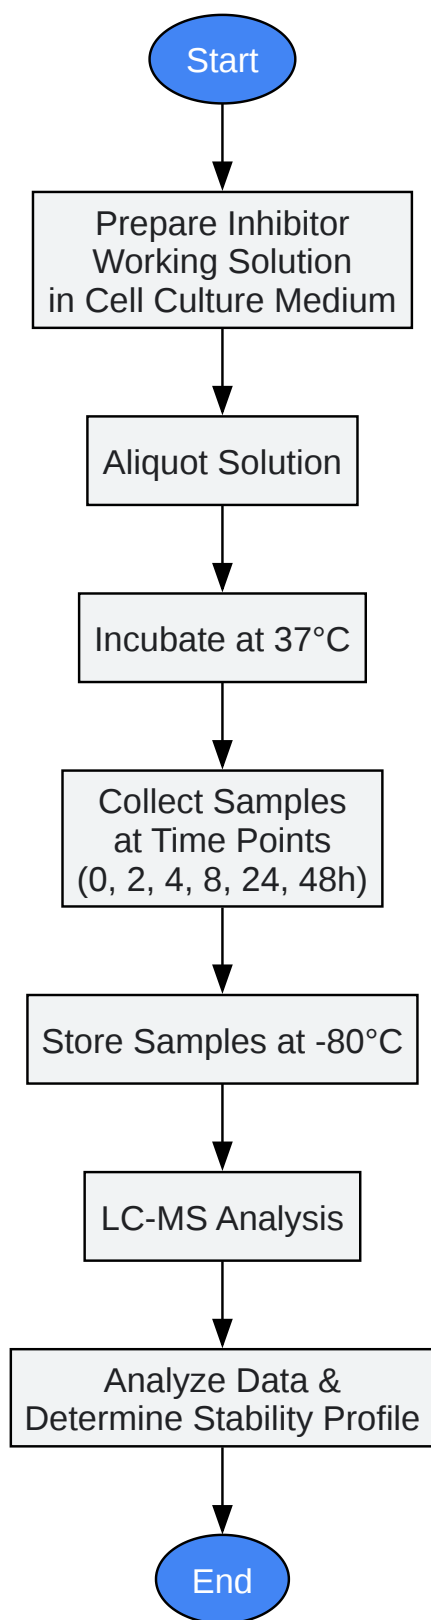 Start
Prepare Inhibitor
Working Solution
in Cell Culture Medium
Aliquot Solution
Incubate at 37°C
Collect Samples
at Time Points
(0, 2, 4, 8, 24, 48h)
Store Samples at -80°C
LC-MS Analysis
Analyze Data &
Determine Stability Profile
End